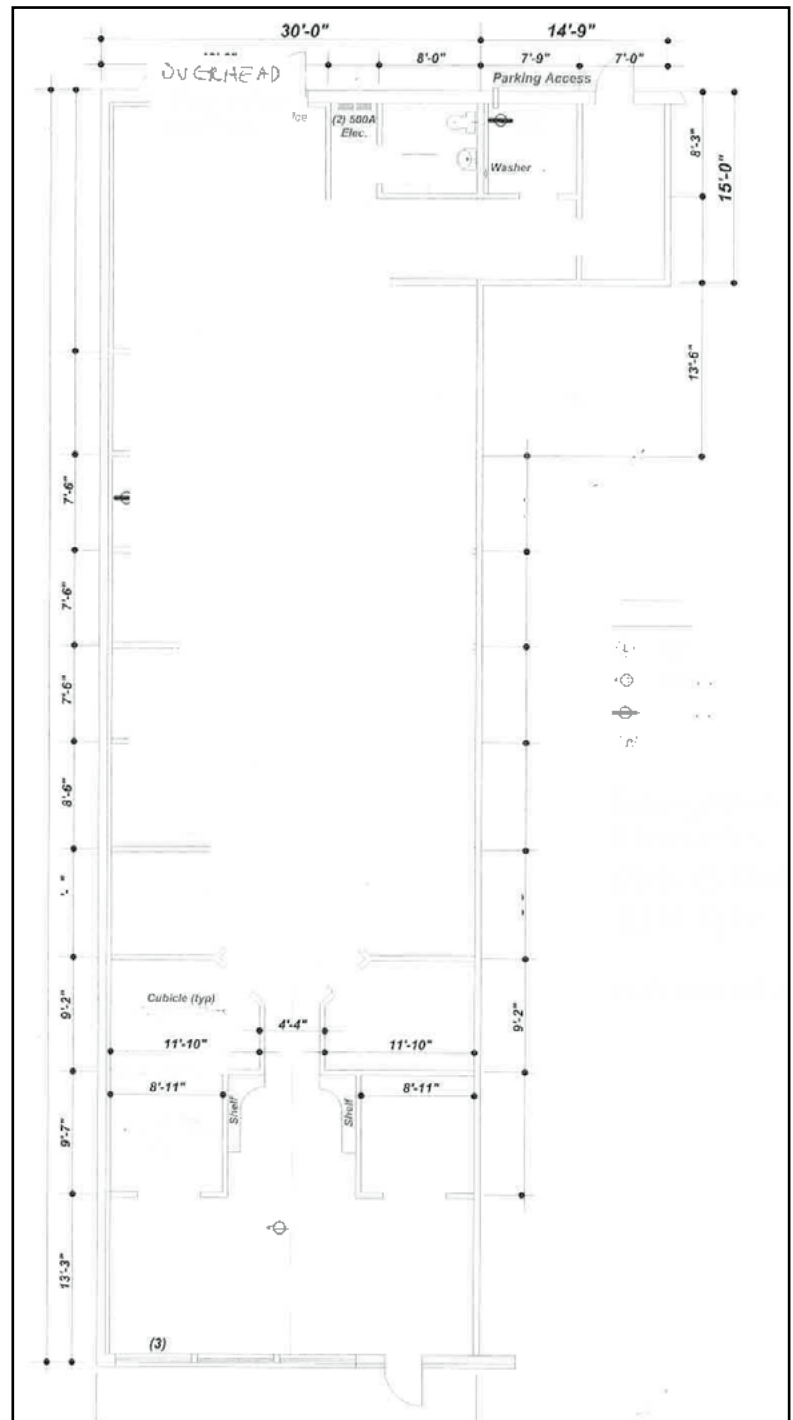 30'-0" 14'-9"
OVERHEAD 8'-0" 7'-9" 7'-0"
Parking Access
(2) 500A
Elec.
Washer
8'-3"
15'-0"
13'-6"
7'-6"
7'-6"
7'-6"
8'-6"
9'-2"
Cubicle (typ)
4'-4"
9'-2"
11'-10" 11'-10"
8'-11" 8'-11"
Shelf Shelf
9'-7"
13'-3"
(3)